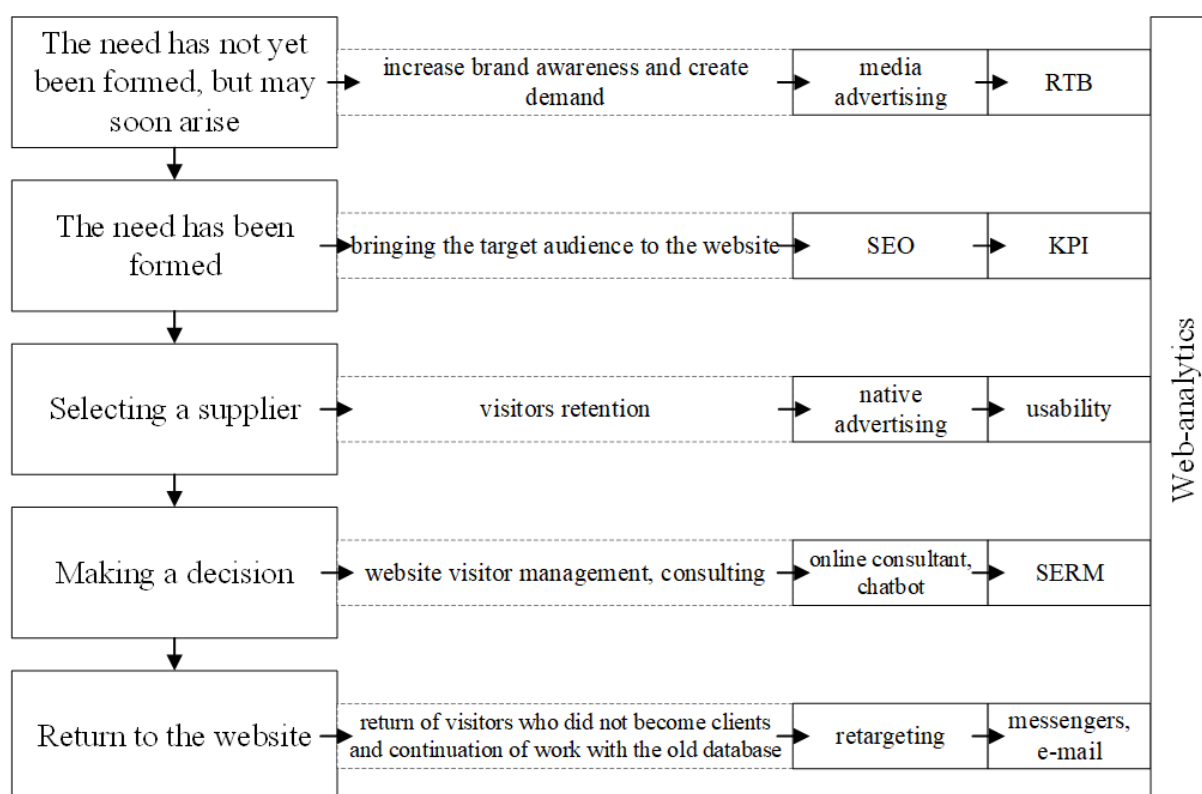 The need has not yet
been formed, but may
soon arise
increase brand awareness and create
demand
media
advertising
RTB
The need has been
formed
bringing the target audience to the website
SEO
KPI
Selecting a supplier
visitors retention
native
advertising
usability
Making a decision
website visitor management, consulting
online consultant,
chatbot
SERM
Return to the website
return of visitors who did not become clients
and continuation of work with the old database
retargeting
messengers,
e-mail
Web-analytics